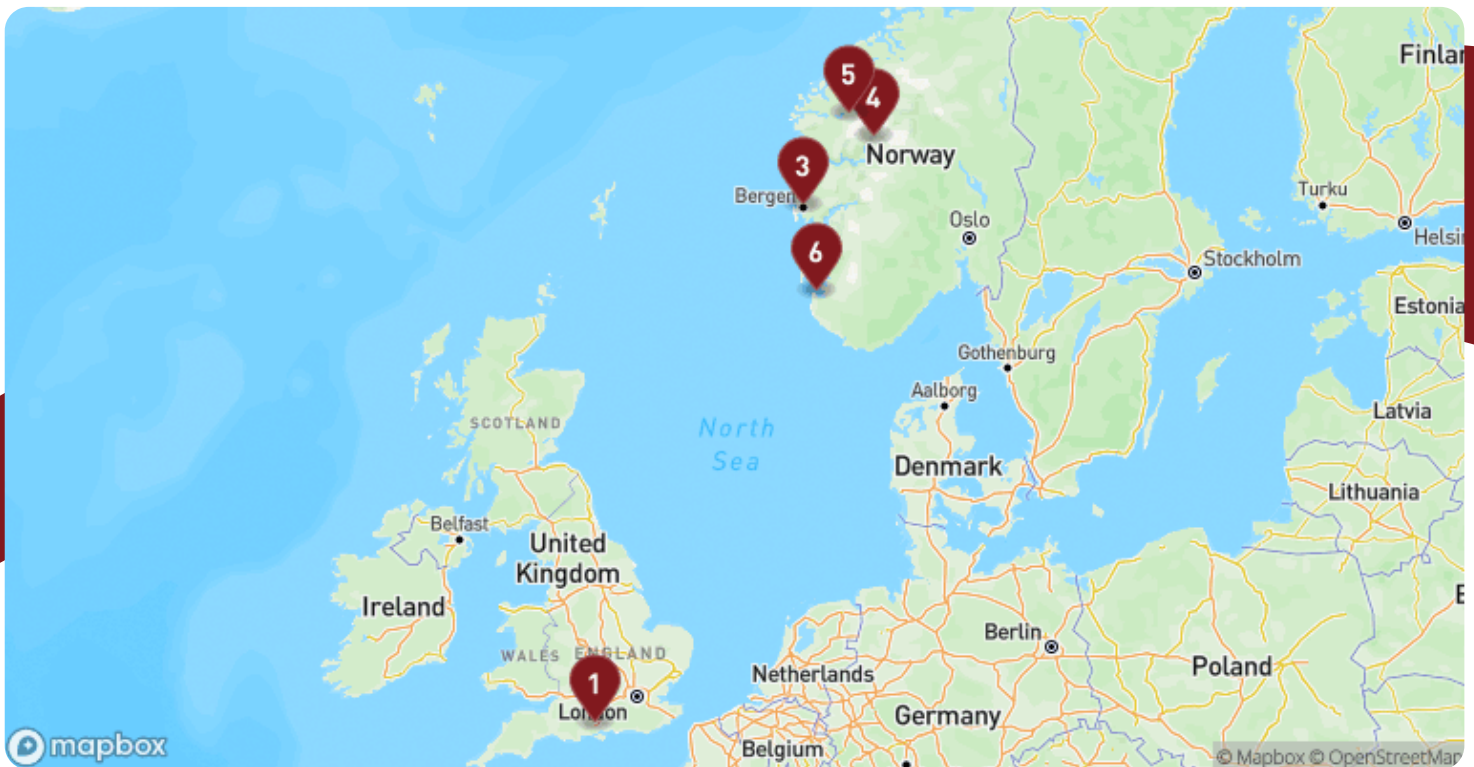 Finlan
5
4
Norway
3
Bergen
Turku
Oslo
Helsin
6
Stockholm
Estonia
Gothenburg
Aalborg
Latvia
SCOTLAND
North
Sea
Denmark
Lithuania
Belfast
United
Kingdom
Ireland
Berlin
WALES
ENGLAND
Netherlands
Poland
1
London
Germany
Belgium
mapbox
© Mapbox © OpenStreetMap